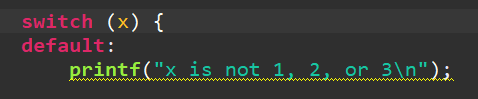 switch (x) {
default:
    printf("x is not 1, 2, or 3\n");